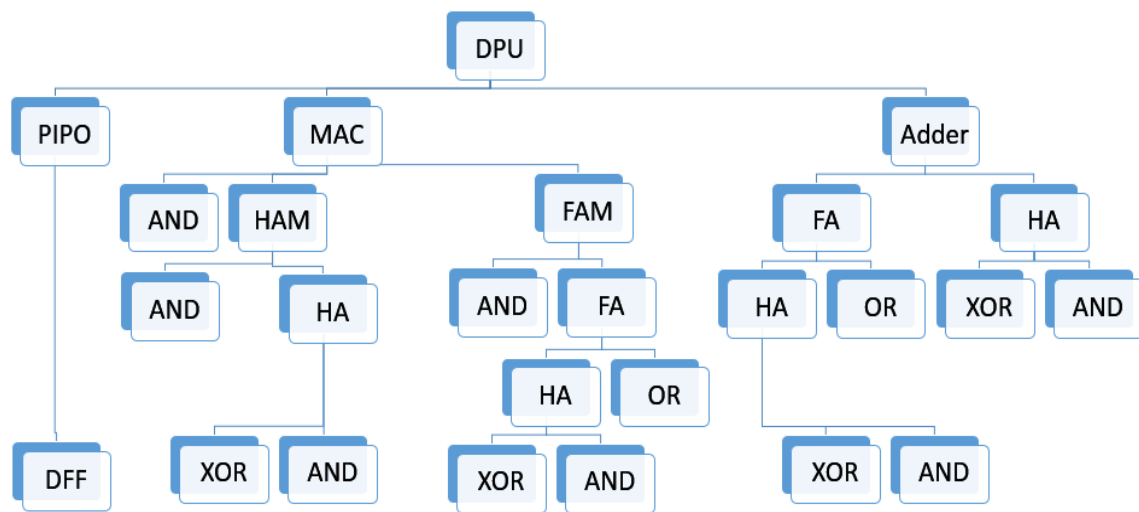 DPU
PIPO MAC Adder
AND HAM FAM FA HA
AND HA AND FA HA OR XOR AND
HA OR
DFF XOR AND XOR AND XOR AND